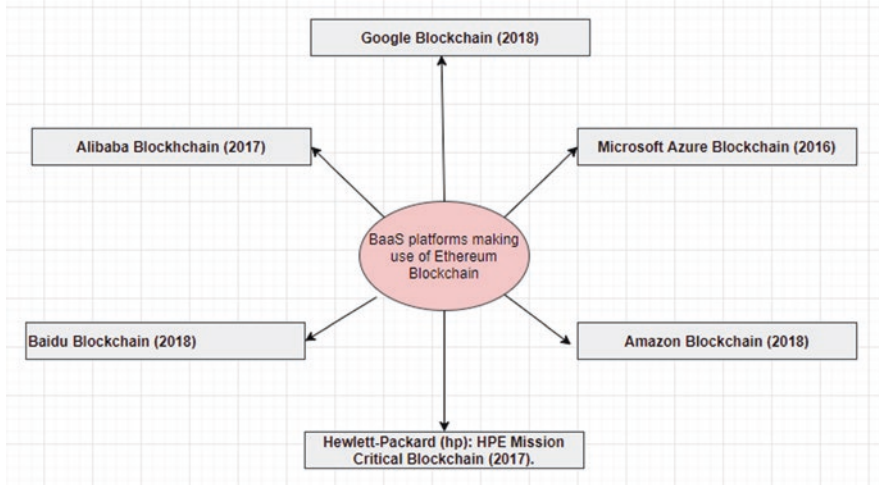 Google Blockchain (2018)
Alibaba Blockhchain (2017)
Microsoft Azure Blockchain (2016)
BaaS platforms making
use of Ethereum
Blockchain
Baidu Blockchain (2018)
Amazon Blockchain (2018)
Hewlett-Packard (hp): HPE Mission
Critical Blockchain (2017).